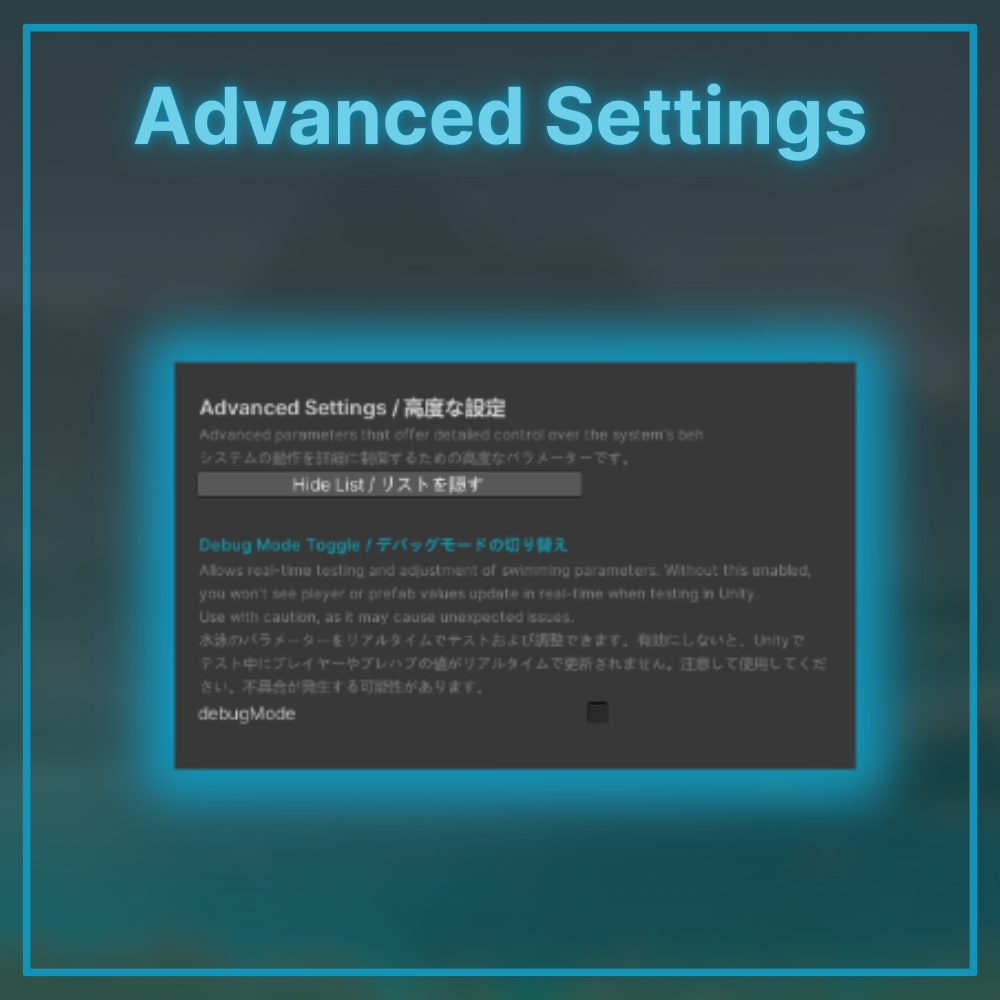 Advanced Settings
Advanced Settings / 高度な設定
Advanced parameters that offer detailed control over the system's beh
システムの動作を詳細に制御するための高度なパラメーターです。
Hide List / リストを隠す
Debug Mode Toggle / デバッグモードの切り替え
Allows real-time testing and adjustment of swimming parameters. Without this enabled,
you won't see player or prefab values update in real-time when testing in Unity.
Use with caution, as it may cause unexpected issues.
水泳のパラメーターをリアルタイムでテストおよび調整できます。有効にしないと、Unityで
テスト中にプレイヤーやプレハブの値がリアルタイムで更新されません。注意して使用してくだ
さい。不具合が発生する可能性があります。
debugMode